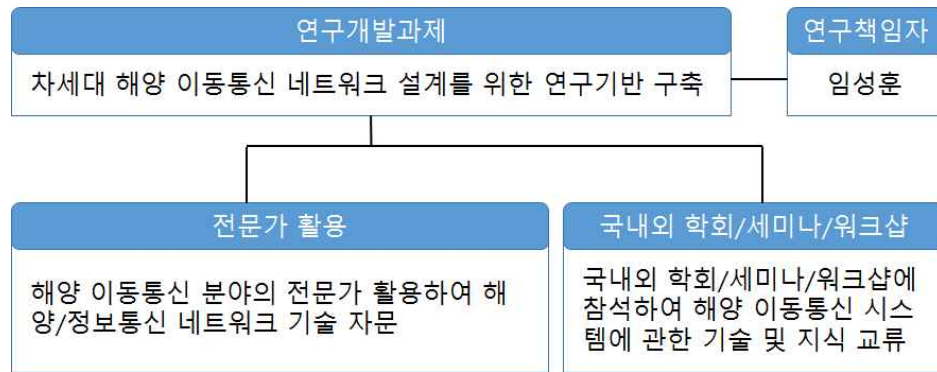 연구개발과제
차세대 해양 이동통신 네트워크 설계를 위한 연구기반 구축
연구책임자
임성훈
전문가 활용
해양 이동통신 분야의 전문가 활용하여 해
양/정보통신 네트워크 기술 자문
국내외 학회/세미나/워크샵
국내외 학회/세미나/워크샵에
참석하여 해양 이동통신 시스
템에 관한 기술 및 지식 교류